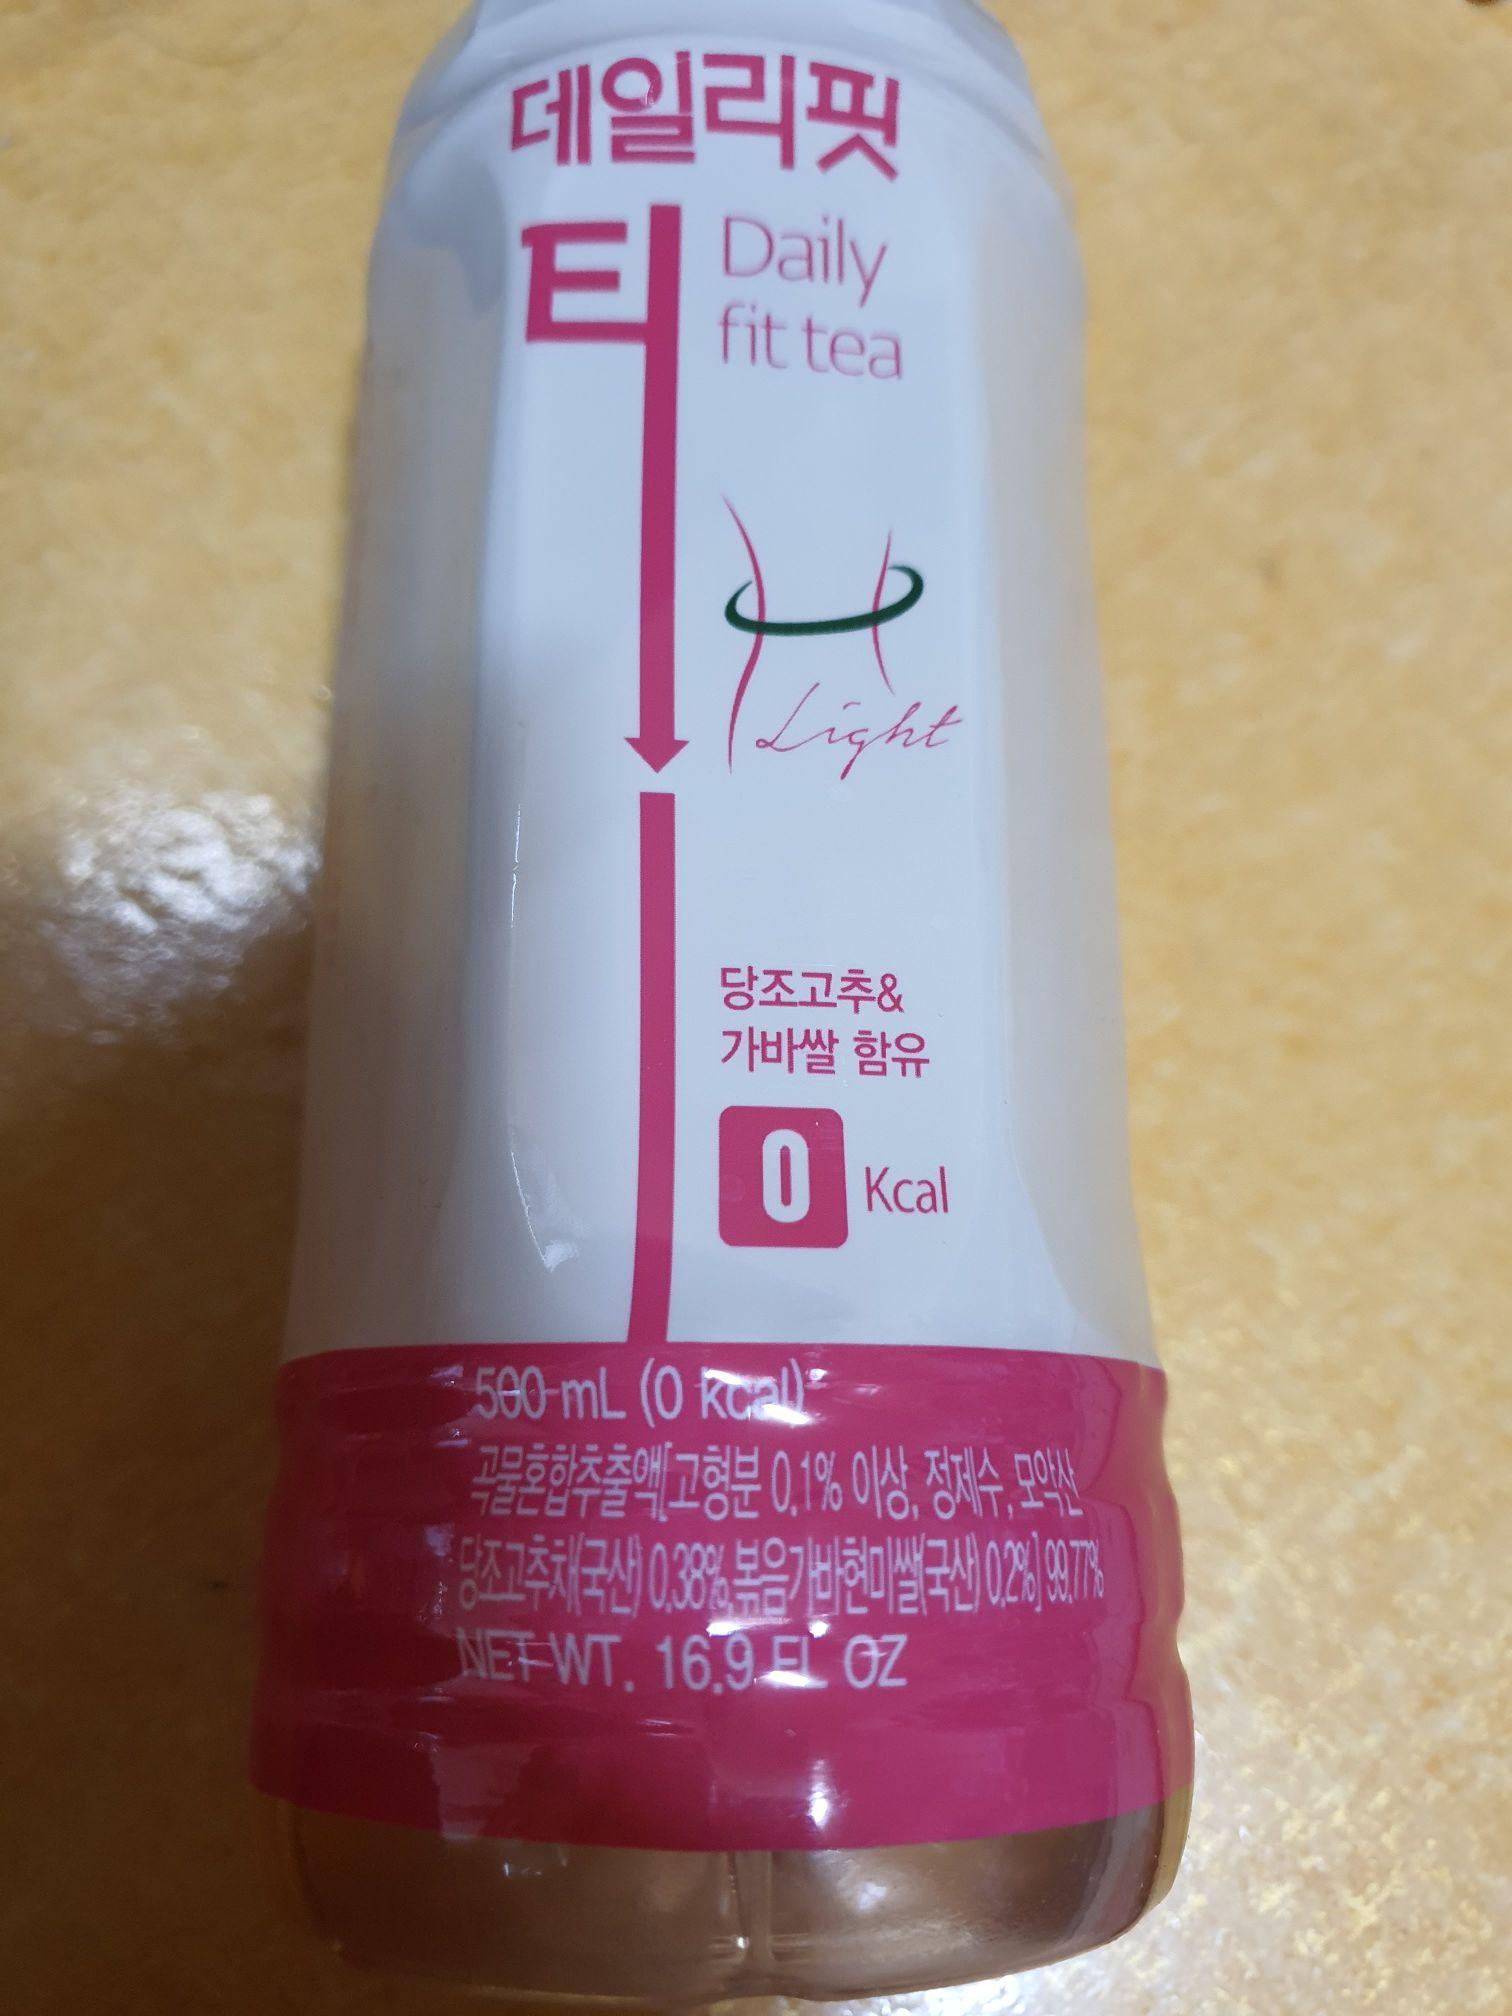 데일리핏
티
Daily
fit tea
Light
당조고추&
가바쌀 함유
0 Kcal
500 mL (0 kcal)
곡물혼합추출액[고형분 0.1% 이상, 정제수, 모악산
당조고추채(국산) 0.38%,볶음가바현미쌀(국산) 0.2%] 99.77%
NET WT. 16.9 FL OZ